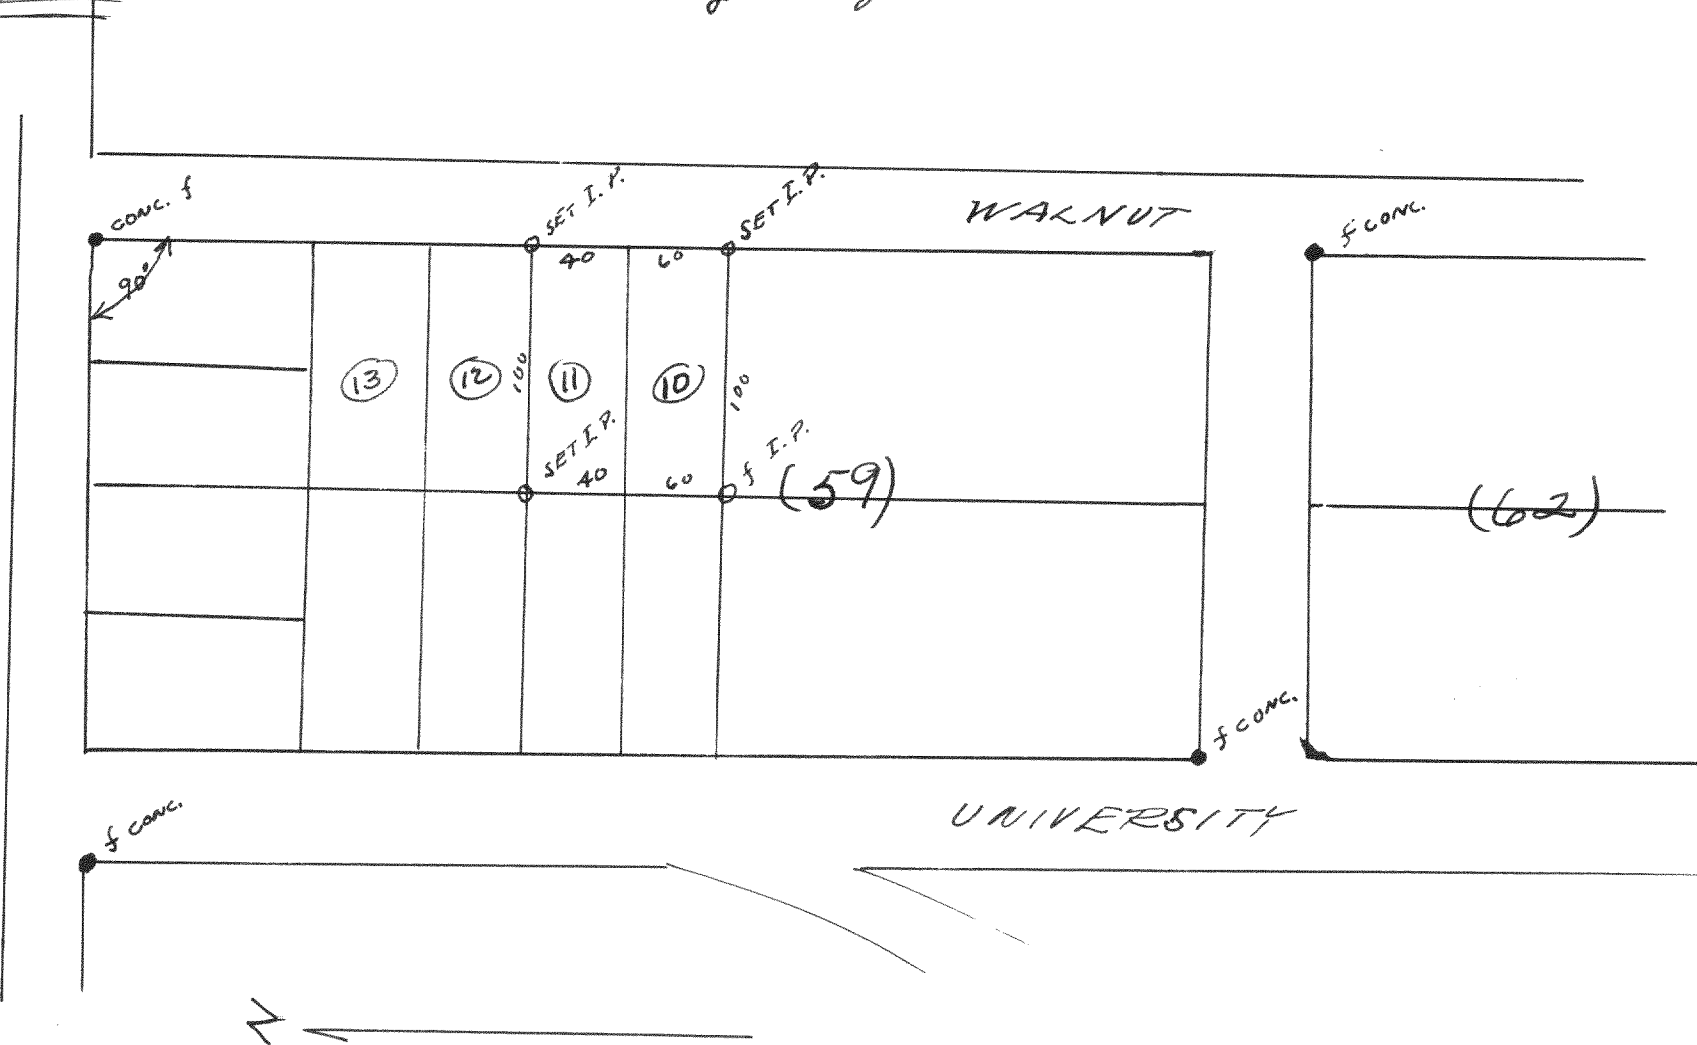 CONC. f
SET I.P.
SET I.P.
WALNUT
f CONC.
90°
40
60
13
12
100
11
10
100
SET I.P.
f I.P.
40
60
(59)
(62)
f CONC.
f CONC.
UNIVERSITY
N